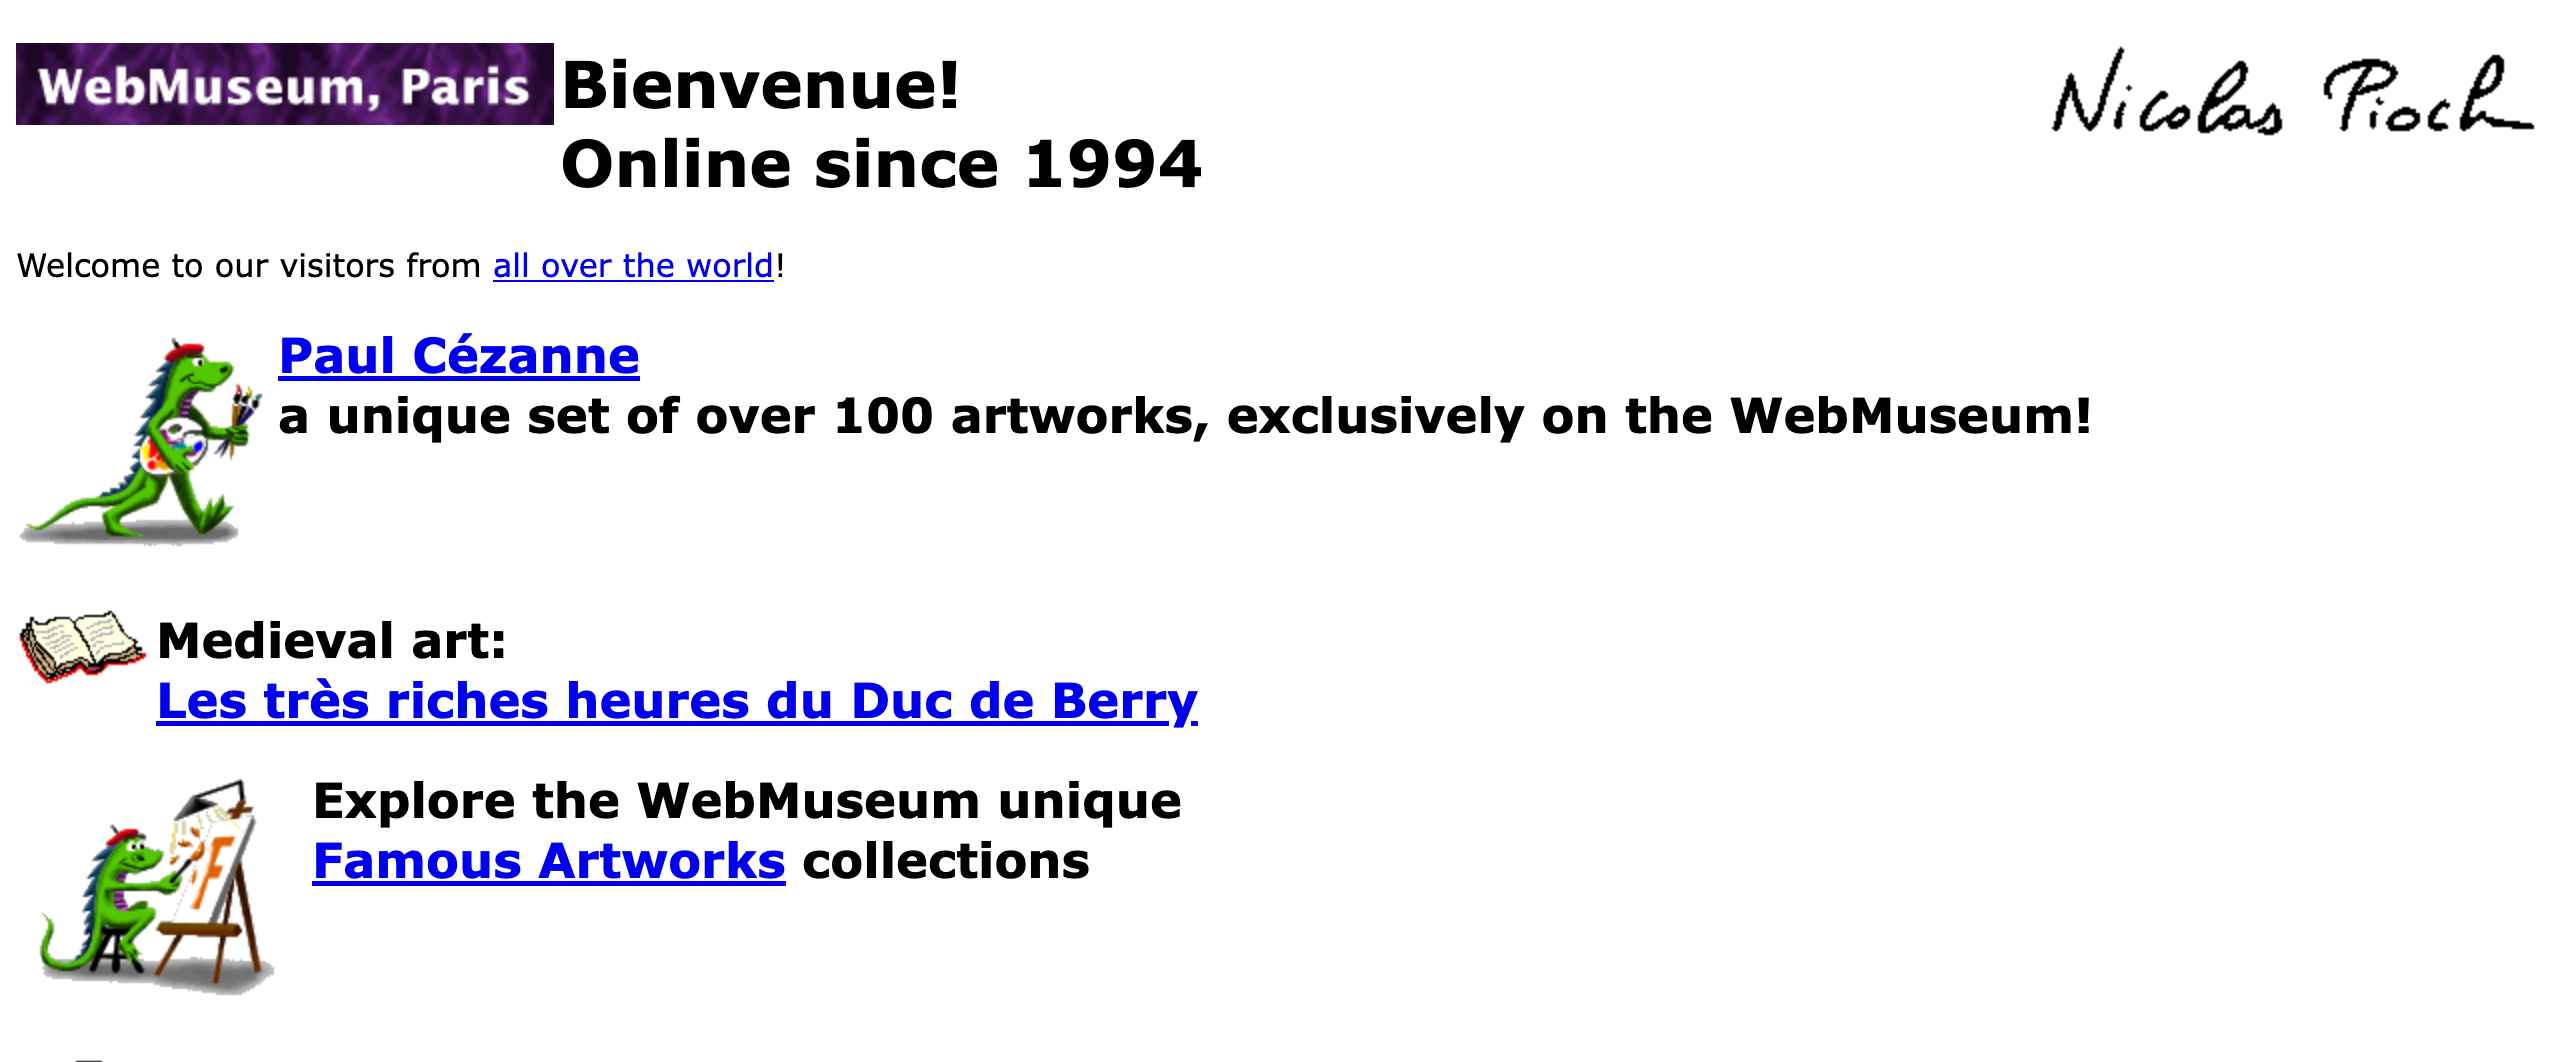 WebMuseum, Paris
Bienvenue!
Online since 1994
Nicolas Pioch
Welcome to our visitors from all over the world!
Paul Cézanne
a unique set of over 100 artworks, exclusively on the WebMuseum!
Medieval art:
Les très riches heures du Duc de Berry
Explore the WebMuseum unique
Famous Artworks collections
F